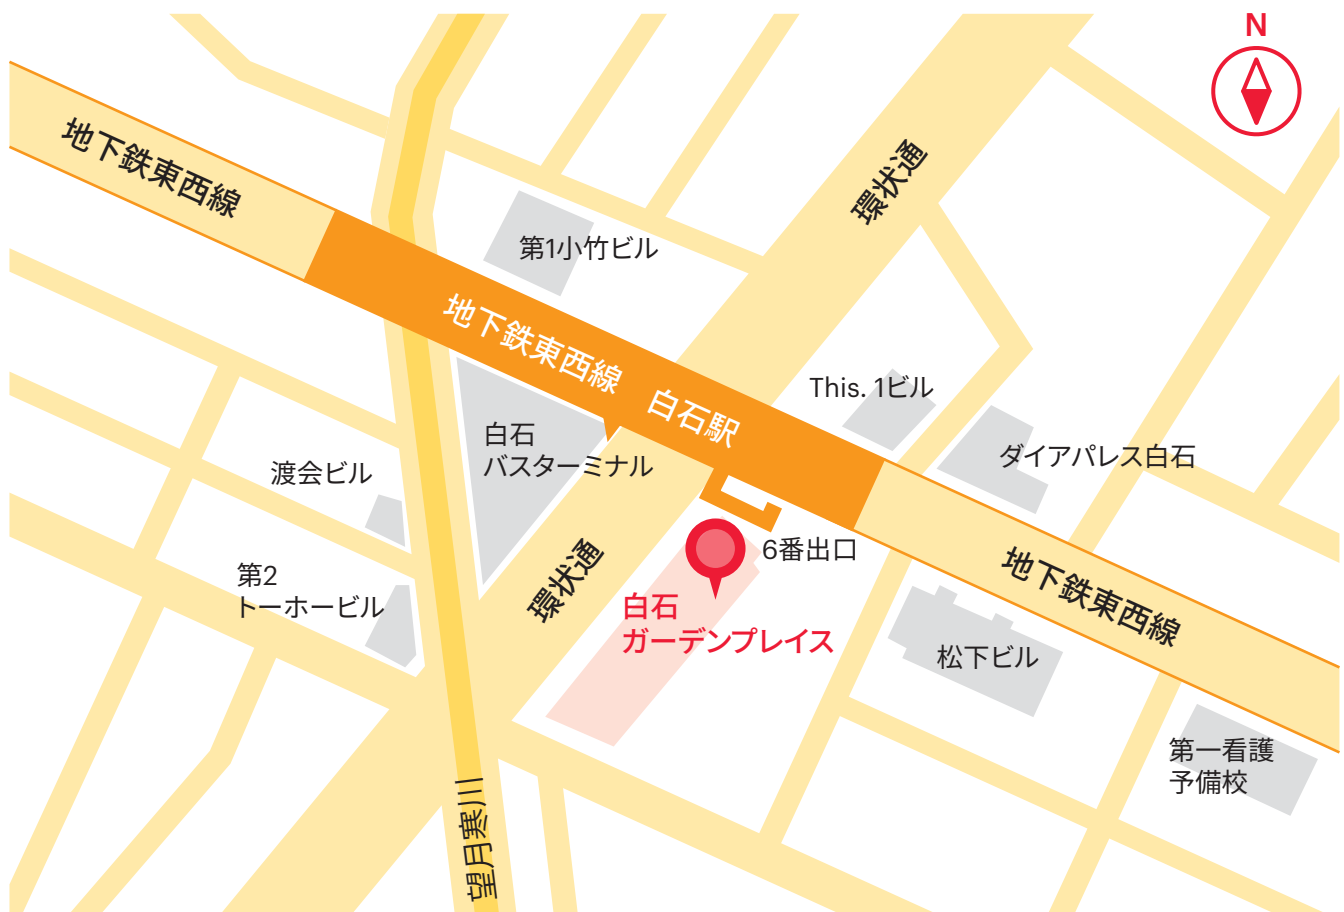 N
地下鉄東西線
環状通
第1小竹ビル
地下鉄東西線 白石駅
This. 1ビル
白石
バスターミナル
ダイアパレス白石
渡会ビル
6番出口
環状通
第2
トーホービル
白石
ガーデンプレイス
地下鉄東西線
松下ビル
第一看護
予備校
望月寒川